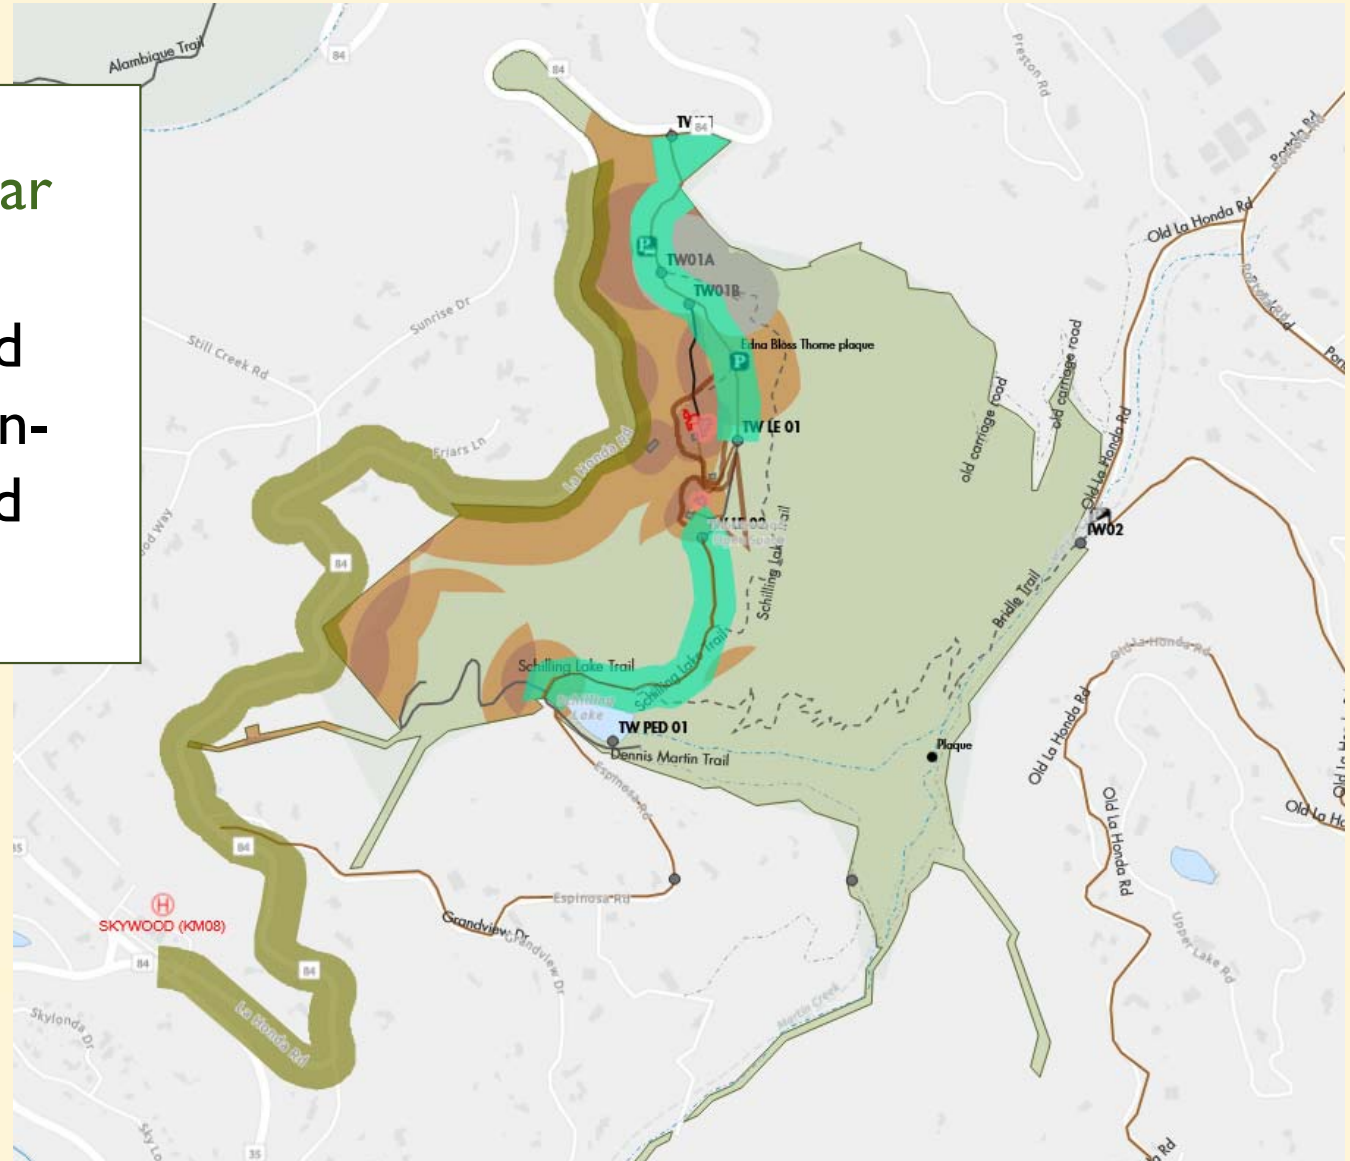 Alambique Trail
84
84
84
ar
d
n-
d
Preston Rd
Portola Rd
Old La Honda Rd
TW01A
TW01B
Edna Bloss Thorne plaque
Sunrise Dr
Still Creek Rd
Friars Ln
La Honda Rd
TW LE 01
old carriage road
old carriage road
Old La Honda Rd
TW02
Bridle Trail
Schilling Lake Trail
84
Schilling Lake Trail
Schilling Lake Trail
Schilling
Lake
TW PED 01
Dennis Martin Trail
Plaque
Old La Honda Rd
Old La Honda Rd
Old La Honda Rd
Espinosa Rd
Espinosa Rd
Grandview Dr
Grandview Dr
84
H
SKYWOOD (KM08)
84
84
La Honda Rd
Skylonda Dr
35
Martin Creek
Upper Lake Rd
P
P